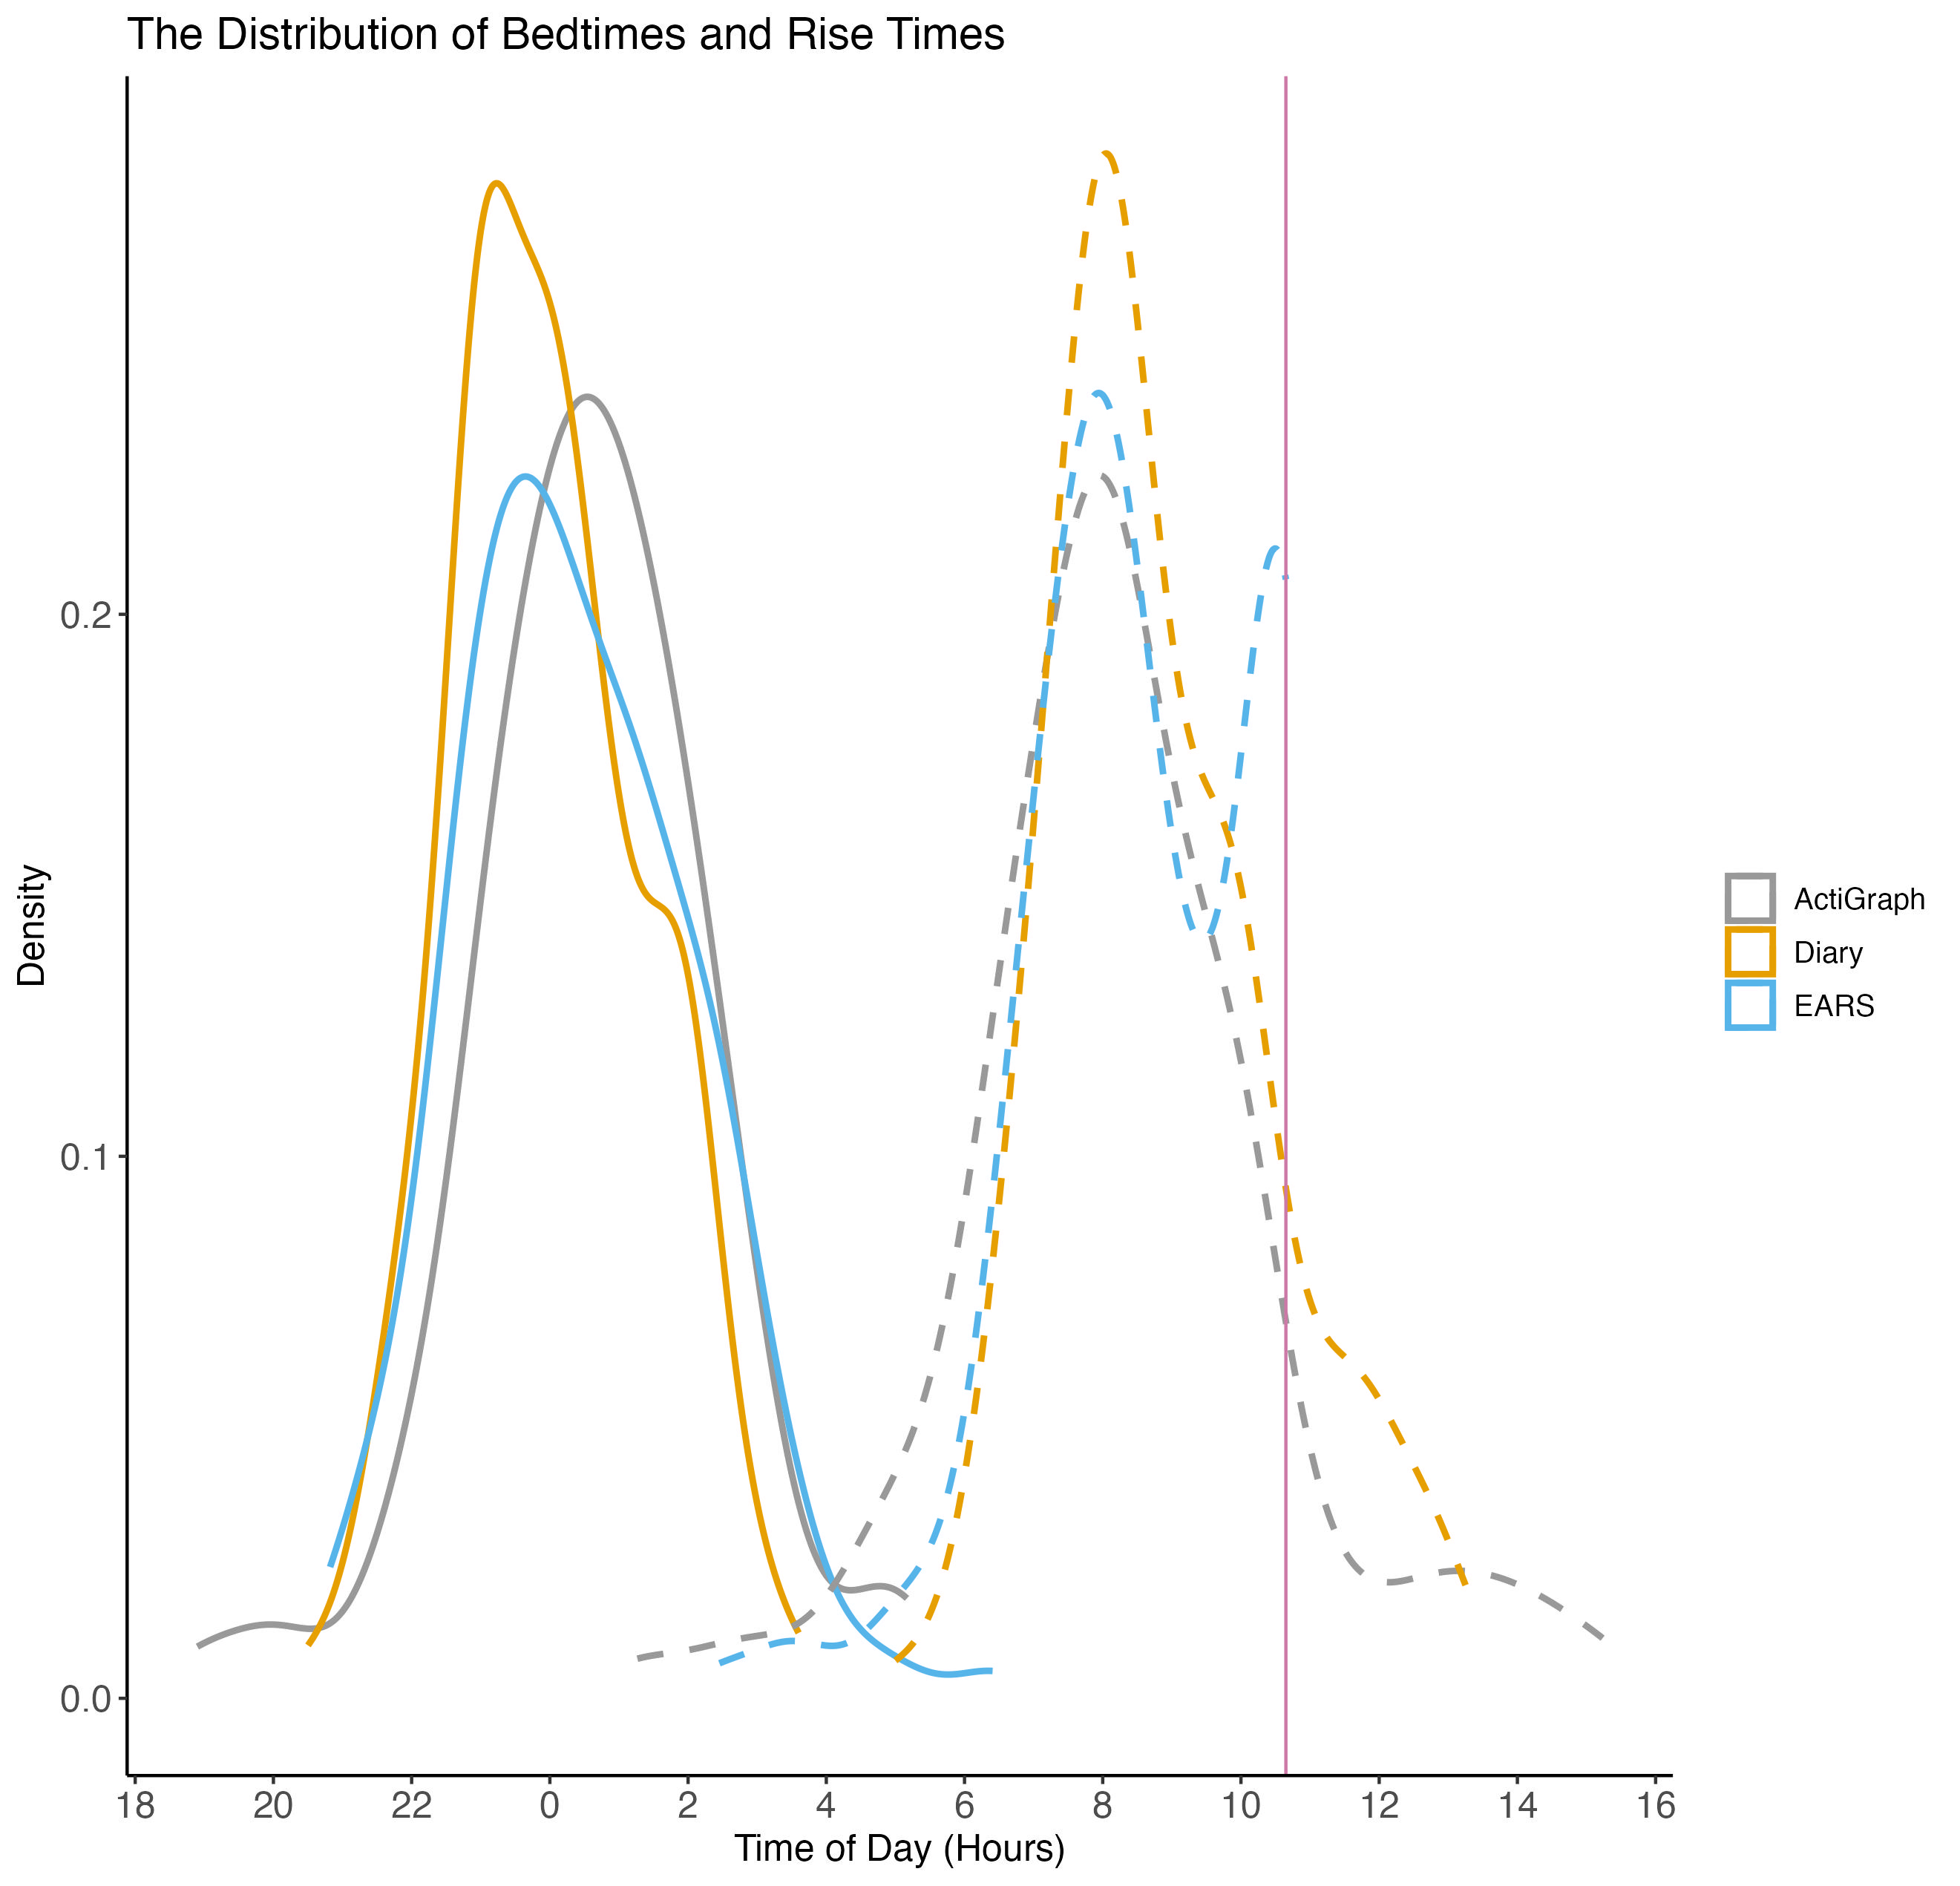 The Distribution of Bedtimes and Rise Times
Density
0.2
0.1
0.0
18 20 22 0 2 4 6 8 10 12 14 16
Time of Day (Hours)
ActiGraph
Diary
EARS